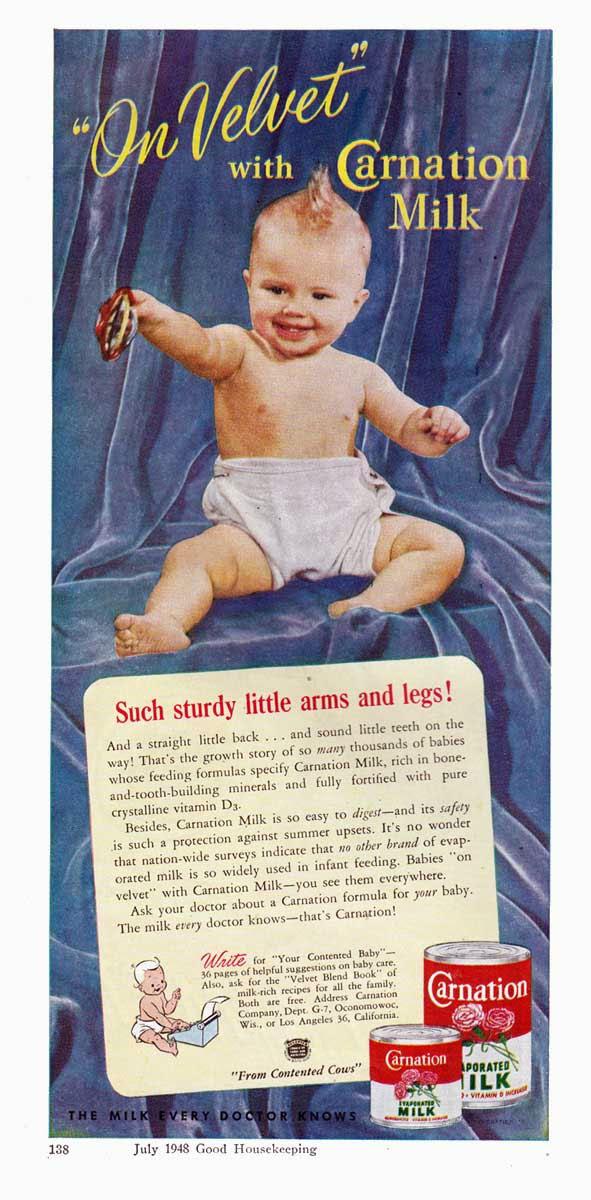 "On Velvet"
with Carnation
Milk
Such sturdy little arms and legs!
And a straight little back . . . and sound little teeth on the
way! That's the growth story of so many thousands of babies
whose feeding formulas specify Carnation Milk, rich in bone-
and-tooth-building minerals and fully fortified with pure
crystalline vitamin D3.
Besides, Carnation Milk is so easy to digest—and its safety
is such a protection against summer upsets. It's no wonder
that nation-wide surveys indicate that no other brand of evap-
orated milk is so widely used in infant feeding. Babies "on
velvet" with Carnation Milk—you see them everywhere.
Ask your doctor about a Carnation formula for your baby.
The milk every doctor knows—that's Carnation!
Write for "Your Contented Baby"—
36 pages of helpful suggestions on baby care.
Also, ask for the "Velvet Blend Book" of
milk-rich recipes for all the family.
Both are free. Address Carnation
Company, Dept. G-7, Oconomowoc,
Wis., or Los Angeles 36, California.
"From Contented Cows"
Carnation
EVAPORATED
MILK
Carnation
APORATED
ILK
VITAMIN D INCREASED
THE MILK EVERY DOCTOR KNOWS
138 July 1948 Good Housekeeping